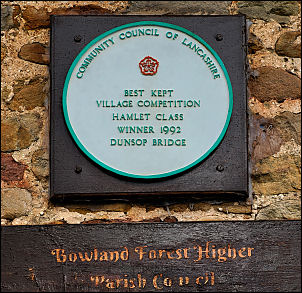 COMMUNITY COUNCIL OF LANCASHIRE
BEST KEPT
VILLAGE COMPETITION
HAMLET CLASS
WINNER 1992
DUNSOP BRIDGE
Bowland Forest Higher
Parish Council